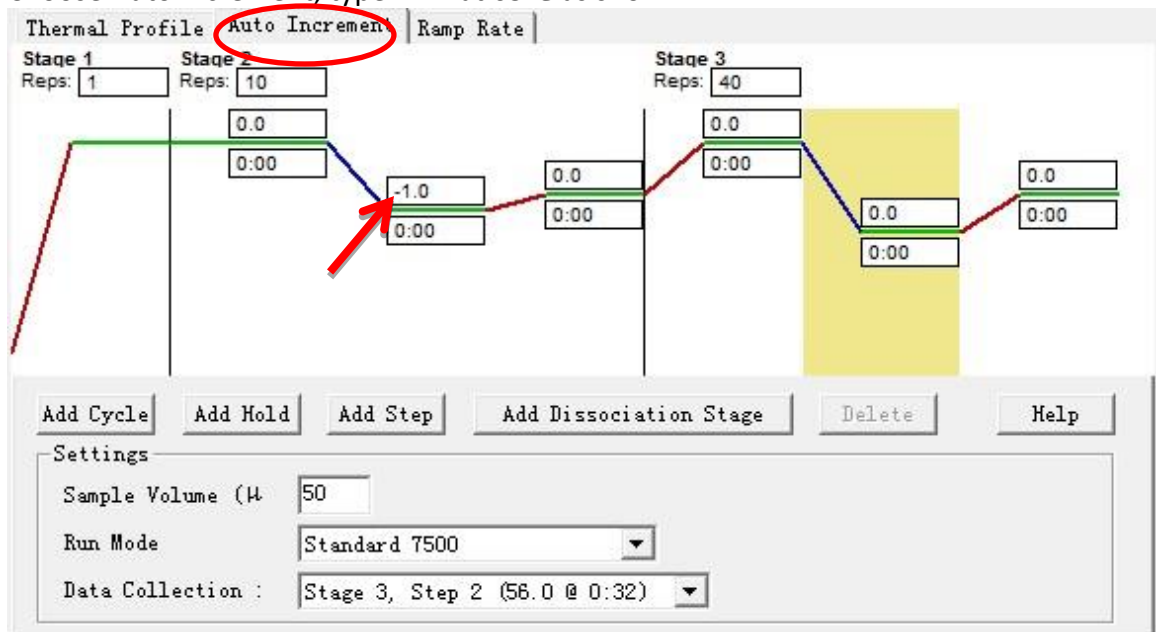 Thermal Profile Auto Increment Ramp Rate
Stage 1 Stage 2 Stage 3
Reps: 1 Reps: 10 Reps: 40
0.0 0.0
0:00 0:00
-1.0 0.0 0.0
0:00 0:00 0.0 0:00
0:00
Add Cycle Add Hold Add Step Add Dissociation Stage Delete Help
Settings
Sample Volume (µ 50
Run Mode Standard 7500
Data Collection : Stage 3, Step 2 (56.0 @ 0:32)